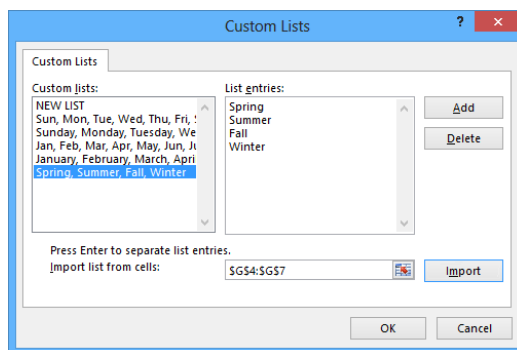 Custom Lists
?
Custom Lists
Custom lists:
NEW LIST
Sun, Mon, Tue, Wed, Thu, Fri, S
Sunday, Monday, Tuesday, We
Jan, Feb, Mar, Apr, May, Jun, Ju
January, February, March, Apri
Spring, Summer, Fall, Winter
List entries:
Spring
Summer
Fall
Winter
Add
Delete
Press Enter to separate list entries.
Import list from cells:
$G$4:$G$7
Import
OK
Cancel